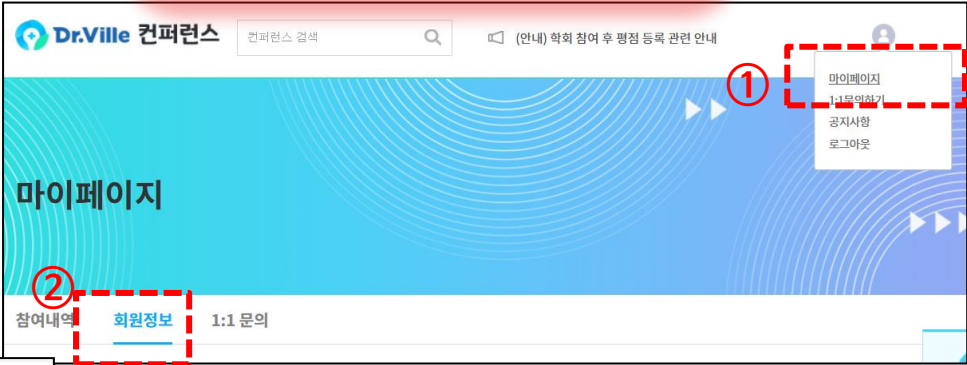 Dr.Ville 컨퍼런스
컨퍼런스 검색
(안내) 학회 참여 후 평점 등록 관련 안내
①
마이페이지
1:1문의하기
공지사항
로그아웃
마이페이지
②
참여내역
회원정보
1:1 문의